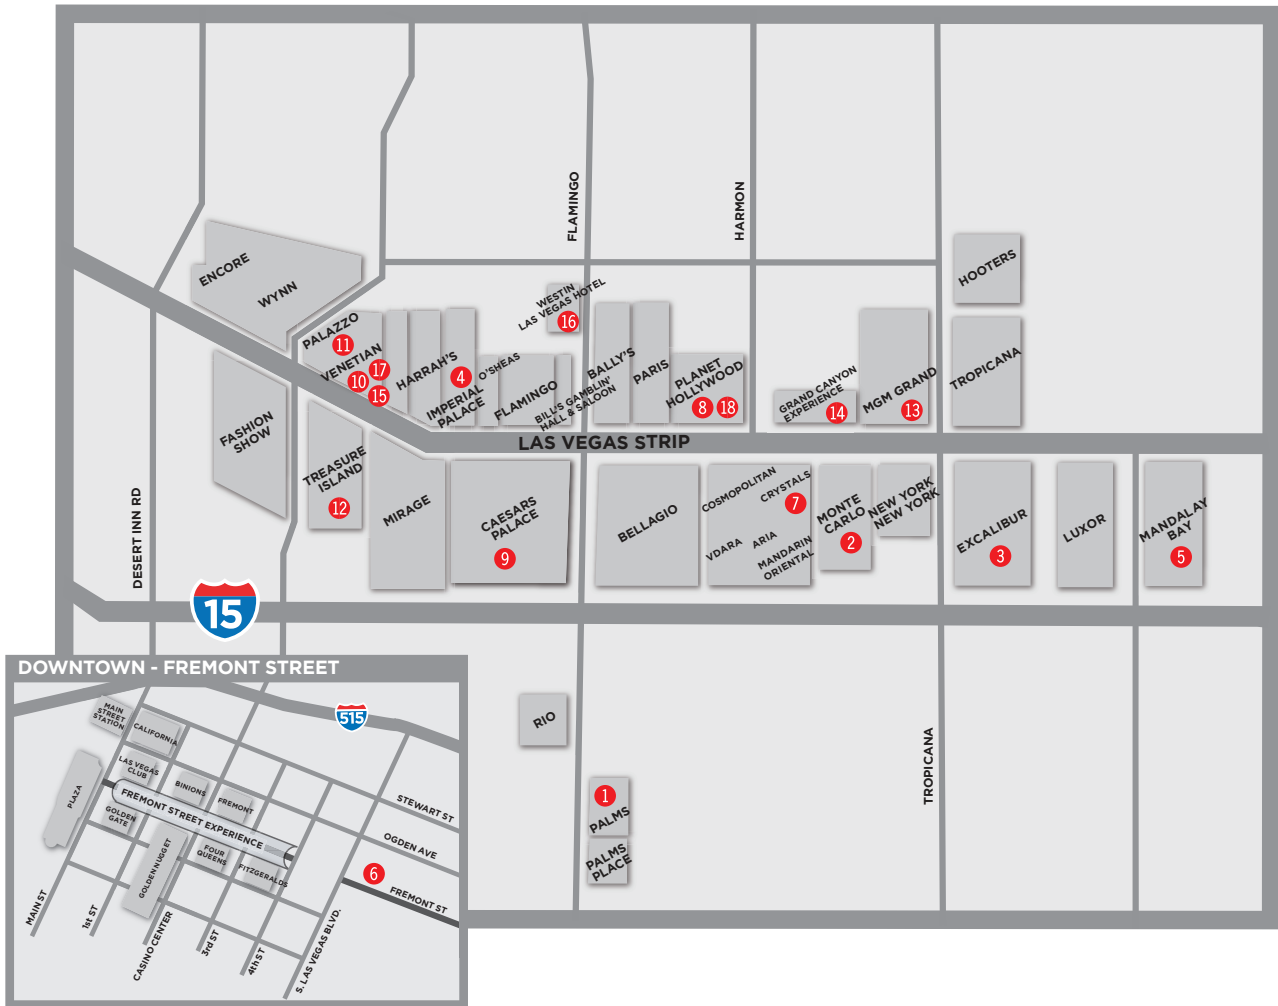 FLAMINGO
HARMON
ENCORE
WYNN
HOOTERS
WESTIN
LAS VEGAS HOTEL
16
PALAZZO
11
VENETIAN
17
10
15
HARRAH'S
4
IMPERIAL
PALACE
O'SHEAS
FLAMINGO
BILL'S GAMBLIN'
HALL & SALOON
BALLY'S
PARIS
PLANET
HOLLYWOOD
8
18
GRAND CANYON
EXPERIENCE
14
MGM GRAND
13
TROPICANA
LAS VEGAS STRIP
FASHION
SHOW
TREASURE
ISLAND
12
MIRAGE
CAESARS
PALACE
9
BELLAGIO
COSMOPOLITAN
CRYSTALS
7
VDARA
ARIA
MANDARIN
ORIENTAL
MONTE
CARLO
2
NEW YORK
NEW YORK
EXCALIBUR
3
LUXOR
MANDALAY
BAY
5
DESERT INN RD
15
RIO
1
PALMS
PALMS
PLACE
TROPICANA
DOWNTOWN - FREMONT STREET
515
MAIN
STREET
STATION
CALIFORNIA
LAS VEGAS
CLUB
BINIONS
FREMONT
PLAZA
FREMONT STREET EXPERIENCE
GOLDEN
GATE
GOLDEN NUGGET
FOUR
QUEENS
FITZGERALDS
STEWART ST
OGDEN AVE
6
FREMONT ST
MAIN ST
1st ST
CASINO CENTER
3rd ST
4th ST
S. LAS VEGAS BLVD.